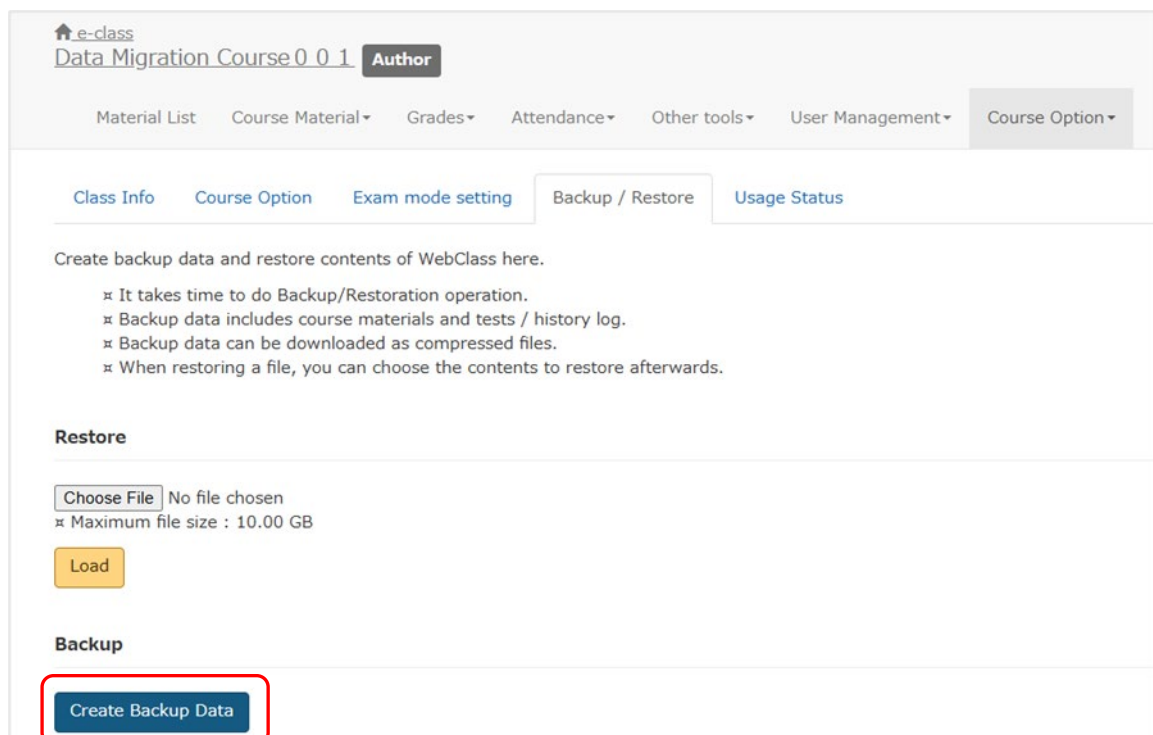 e-class
Data Migration Course0 0 1 Author
Material List Course Material Grades Attendance Other tools User Management Course Option
Class Info Course Option Exam mode setting Backup / Restore Usage Status
Create backup data and restore contents of WebClass here.
¤ It takes time to do Backup/Restoration operation.
¤ Backup data includes course materials and tests / history log.
¤ Backup data can be downloaded as compressed files.
¤ When restoring a file, you can choose the contents to restore afterwards.
Restore
Choose File No file chosen
¤ Maximum file size : 10.00 GB
Load
Backup
Create Backup Data